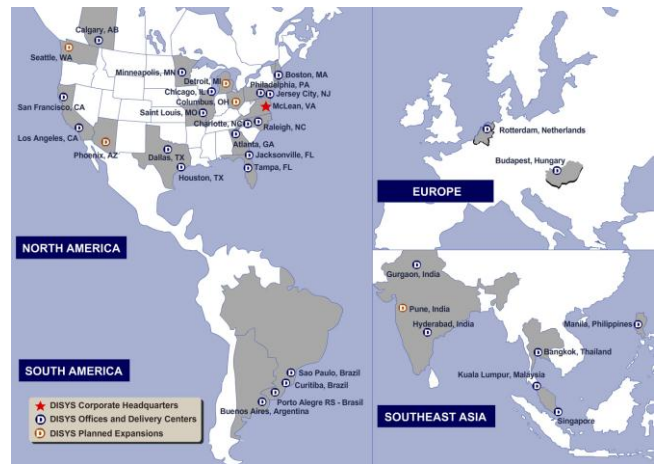 Calgary, AB
Seattle, WA
Minneapolis, MN
Detroit, MI
Boston, MA
Philadelphia, PA
Chicago, IL
Jersey City, NJ
Columbus, OH
McLean, VA
San Francisco, CA
Saint Louis, MO
Charlotte, NC
Raleigh, NC
Los Angeles, CA
Atlanta, GA
Phoenix, AZ
Dallas, TX
Jacksonville, FL
Houston, TX
Tampa, FL
NORTH AMERICA
SOUTH AMERICA
Sao Paulo, Brazil
Curitiba, Brazil
Porto Alegre RS - Brasil
Buenos Aires, Argentina
DISYS Corporate Headquarters
DISYS Offices and Delivery Centers
DISYS Planned Expansions
Rotterdam, Netherlands
Budapest, Hungary
EUROPE
Gurgaon, India
Pune, India
Hyderabad, India
Manila, Philippines
Bangkok, Thailand
Kuala Lumpur, Malaysia
Singapore
SOUTHEAST ASIA